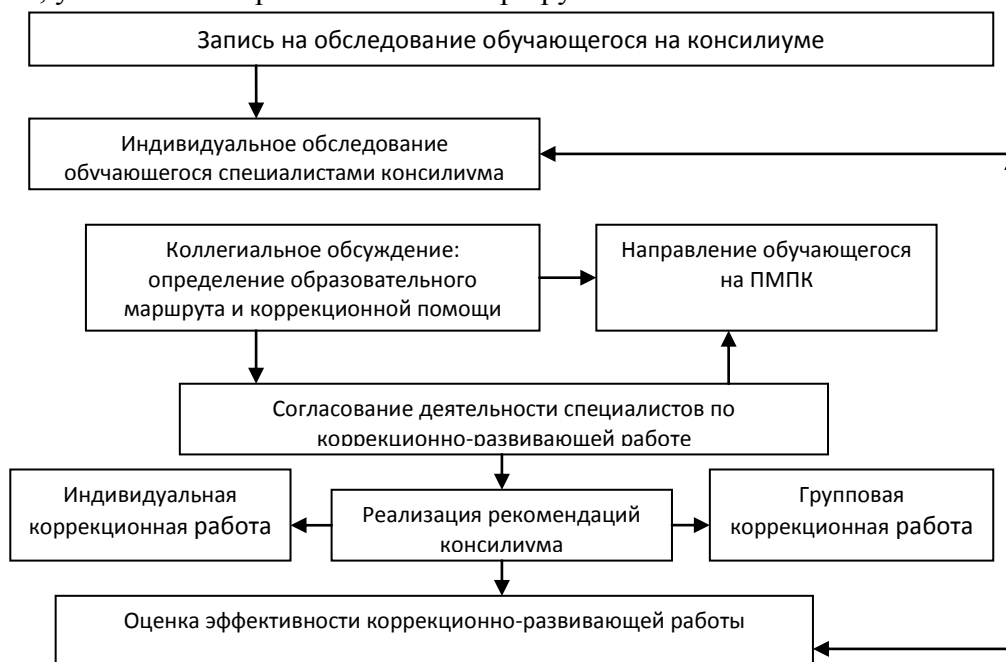 Запись на обследование обучающегося на консилиуме
Индивидуальное обследование
обучающегося специалистами консилиума
Коллегиальное обсуждение:
определение образовательного
маршрута и коррекционной помощи
Направление обучающегося
на ПМПК
Согласование деятельности специалистов по
коррекционно-развивающей работе
Индивидуальная
коррекционная работа
Реализация рекомендаций
консилиума
Групповая
коррекционная работа
Оценка эффективности коррекционно-развивающей работы